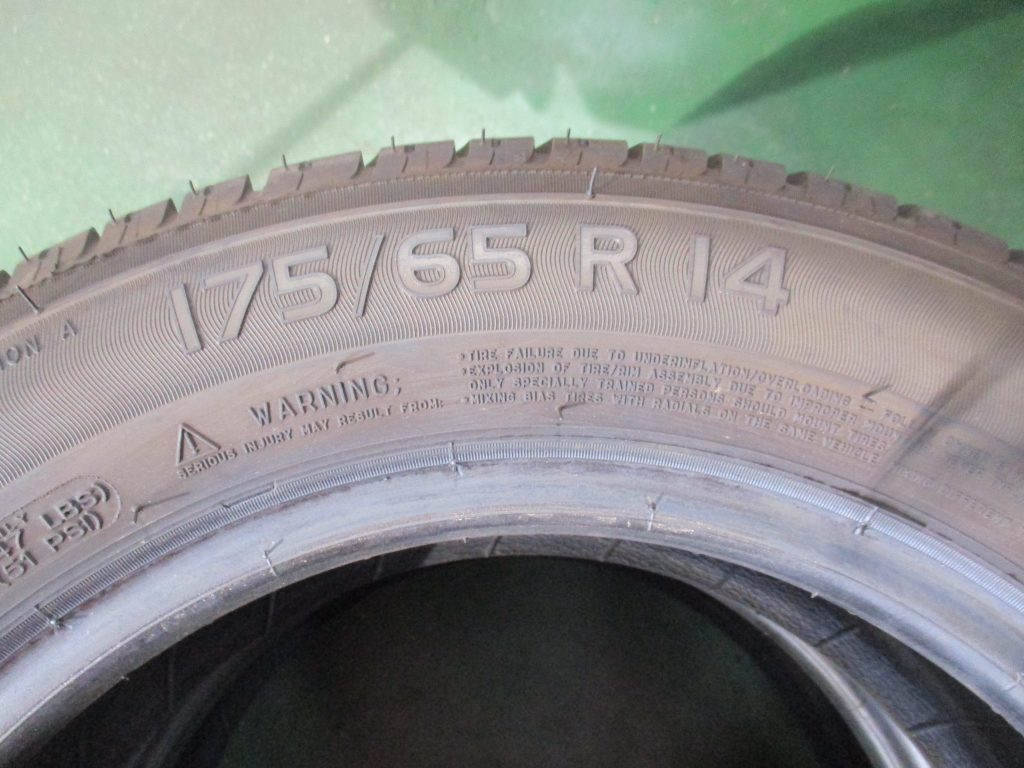 175/65 R 14
WARNING;
SERIOUS INJURY MAY RESULT FROM:
•TIRE FAILURE DUE TO UNDERINFLATION/OVERLOADING –
•EXPLOSION OF TIRE/RIM ASSEMBLY DUE TO IMPROPER
ONLY SPECIALLY TRAINED PERSONS SHOULD MOUNT TIRES
•MIXING BIAS TIRES WITH RADIALS ON THE SAME VEHICLE
LBS)
(51 PSI)